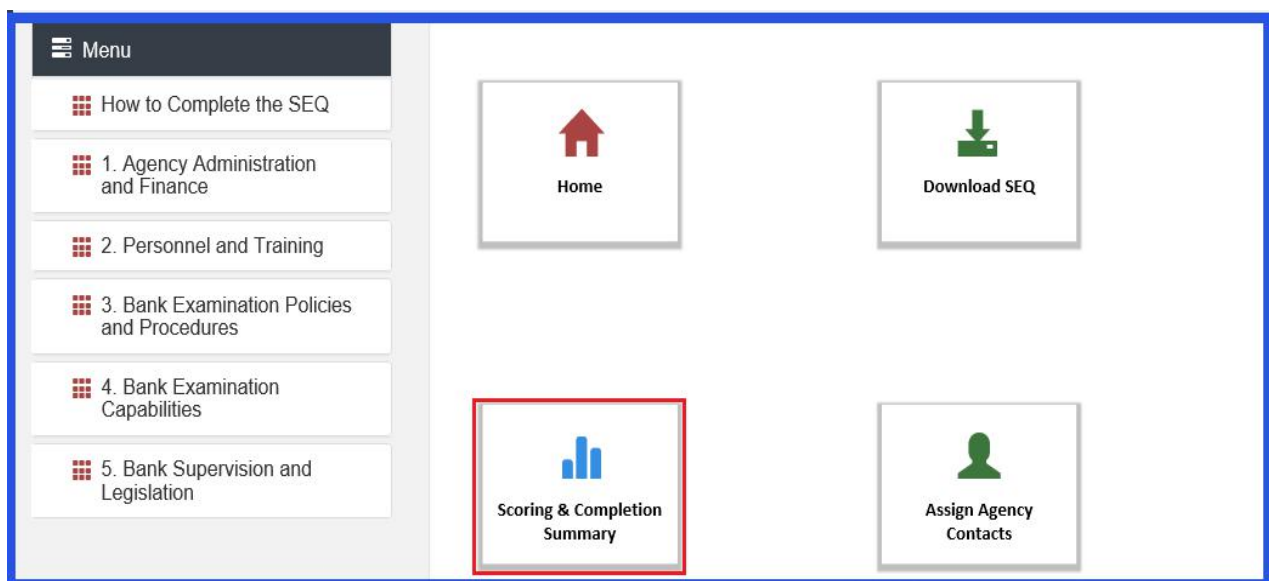 Menu
How to Complete the SEQ
1. Agency Administration
and Finance
2. Personnel and Training
3. Bank Examination Policies
and Procedures
4. Bank Examination
Capabilities
5. Bank Supervision and
Legislation
Home
Download SEQ
Scoring & Completion
Summary
Assign Agency
Contacts